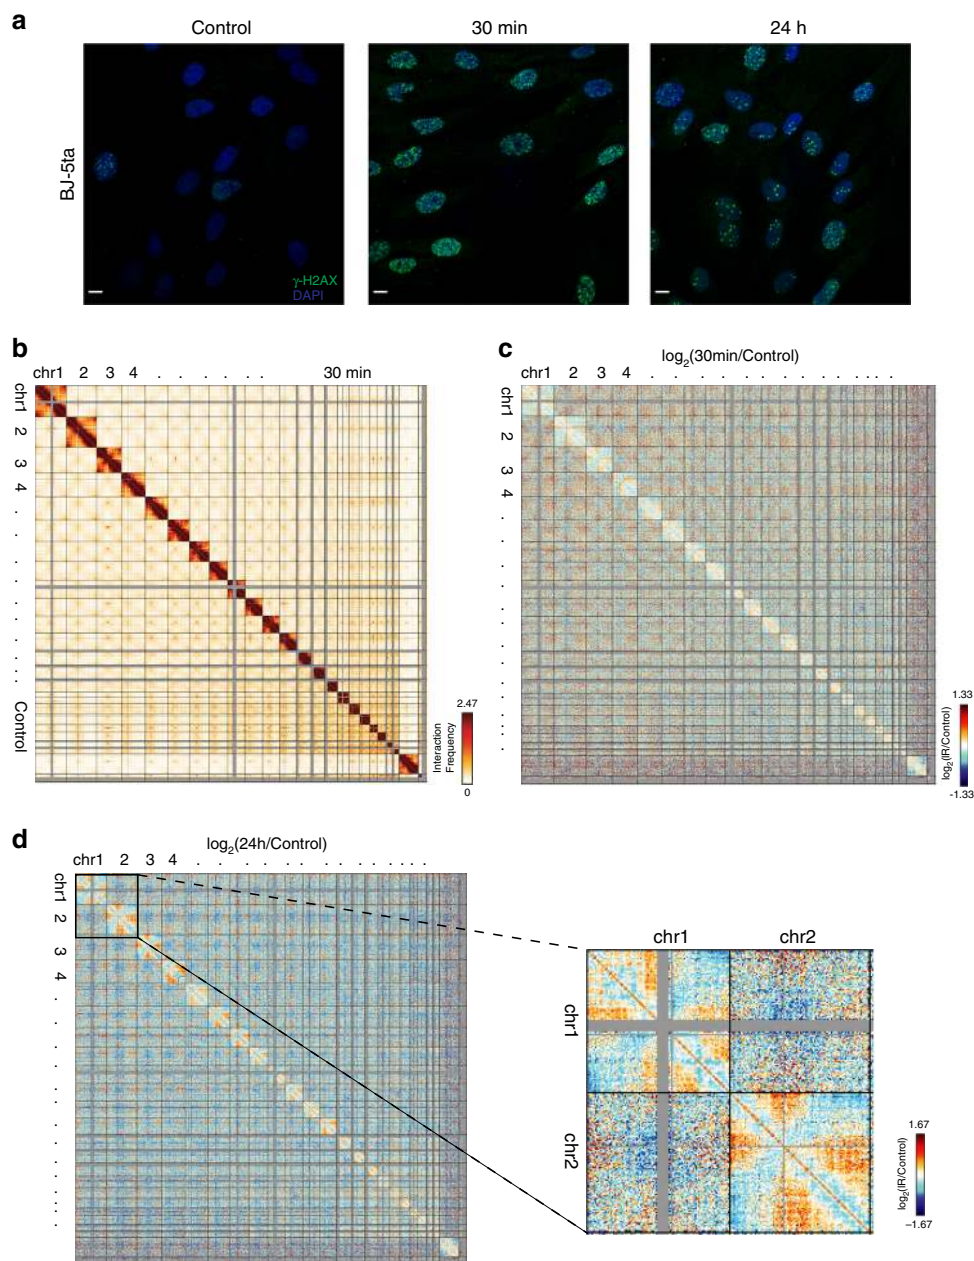 a
Control
30 min
24 h
BJ-5ta
γ-H2AX
DAPI
b
chr1 2 3 4 . . . . . 30 min
chr1
2
3
4
.
.
.
.
.
.
Control
2.47
Interaction
Frequency
0
c
log2(30min/Control)
chr1 2 3 4 . . . . . . . . . . . .
chr1
2
3
4
.
.
.
.
.
.
.
.
.
.
1.33
log2(IR/Control)
-1.33
d
log2(24h/Control)
chr1 2 3 4 . . . . . . . . . . . .
chr1
2
3
4
.
.
.
.
.
.
.
.
.
.
chr1 chr2
chr1
chr2
1.67
log2(IR/Control)
−1.67